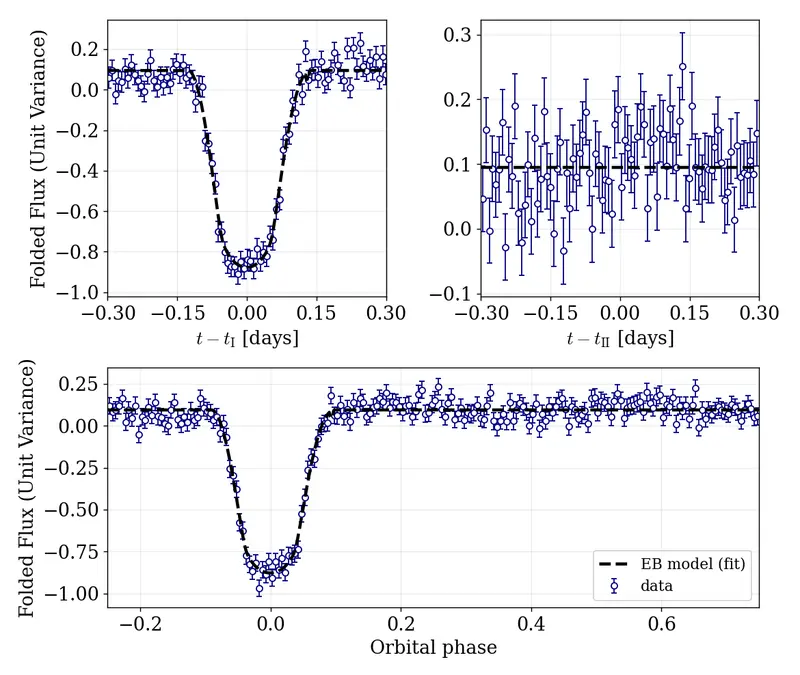 Folded Flux (Unit Variance)
0.2
0.0
−0.2
−0.4
−0.6
−0.8
−1.0
−0.30 −0.15 0.00 0.15 0.30
t − tI [days]
0.3
0.2
0.1
0.0
−0.1
−0.30 −0.15 0.00 0.15 0.30
t − tII [days]
Folded Flux (Unit Variance)
0.25
0.00
−0.25
−0.50
−0.75
−1.00
EB model (fit)
data
−0.2 0.0 0.2 0.4 0.6
Orbital phase